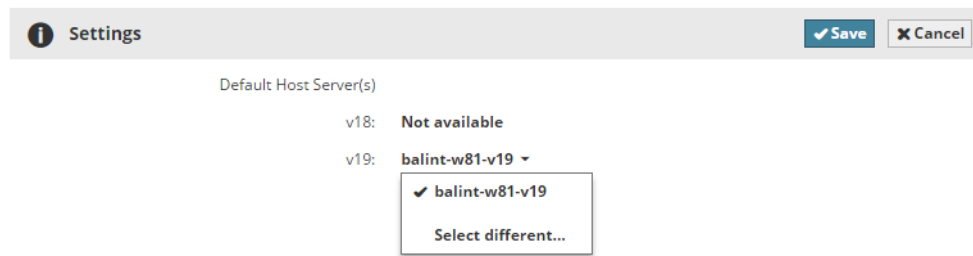 Settings
Save
Cancel
Default Host Server(s)
v18: Not available
v19: balint-w81-v19
balint-w81-v19
Select different...